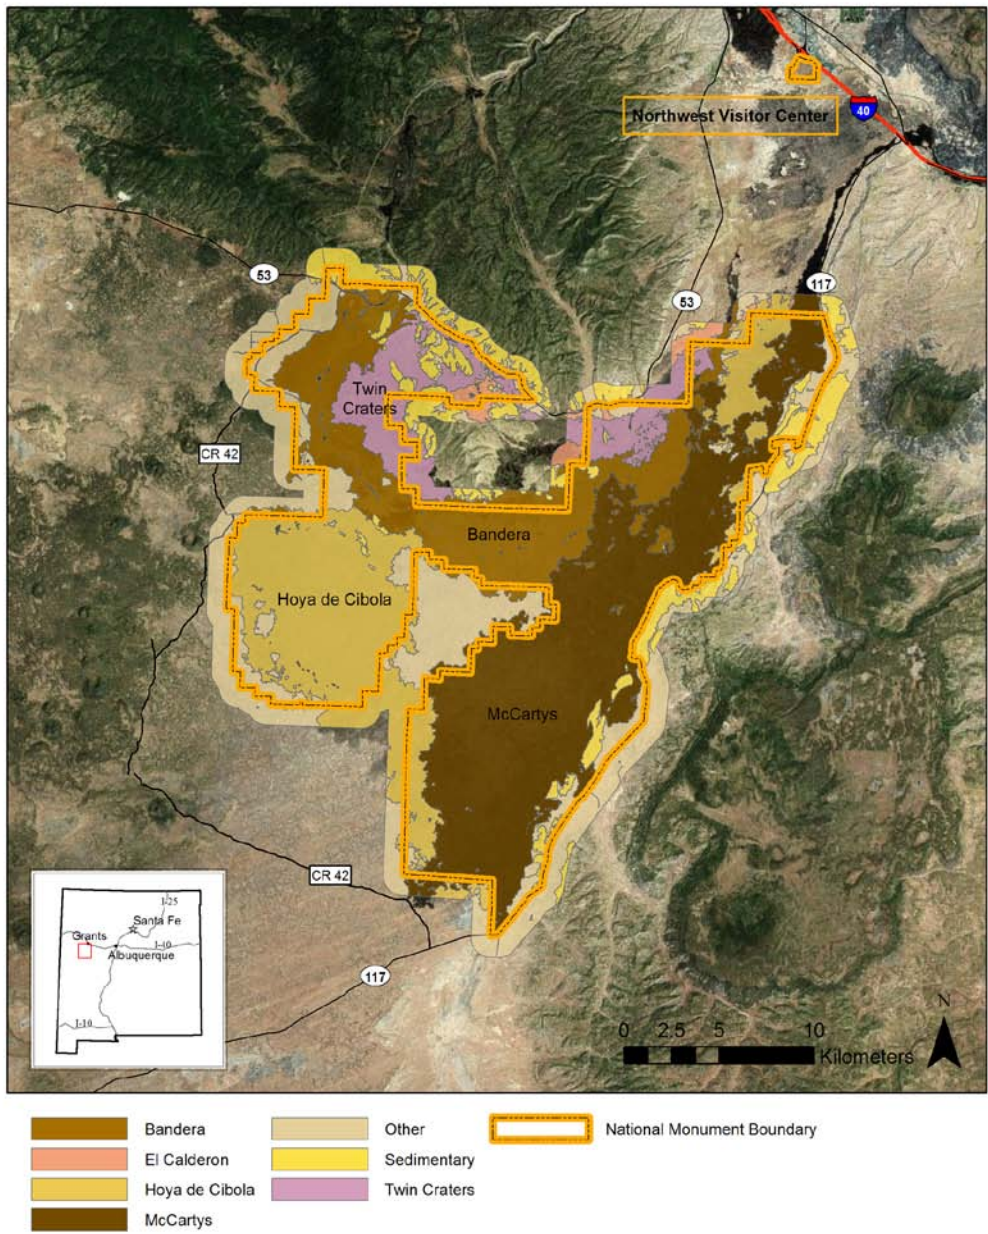 Northwest Visitor Center
40
53
117
53
Twin
Craters
CR 42
Bandera
Hoya de Cibola
McCartys
CR 42
I-25
Santa Fe
Grants
I-40
Albuquerque
I-10
117
N
0 2.5 5 10
Kilometers
Bandera
El Calderon
Hoya de Cibola
McCartys
Other
Sedimentary
Twin Craters
National Monument Boundary